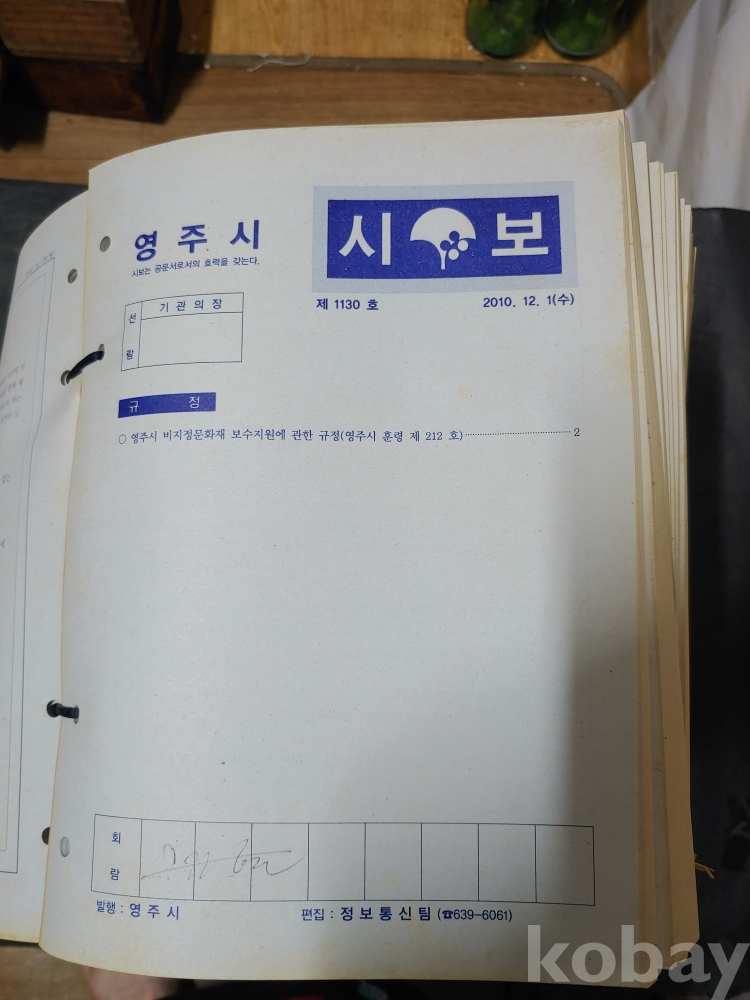 영주시
시보는 공문서로서의 효력을 갖는다.
시보
제 1130 호
2010. 12. 1(수)
선람
기관의장
규정
○ 영주시 비지정문화재 보수지원에 관한 규정(영주시 훈령 제 212 호) 2
회람
발행 : 영주시
편집 : 정보통신팀 (☎639-6061)
kobay